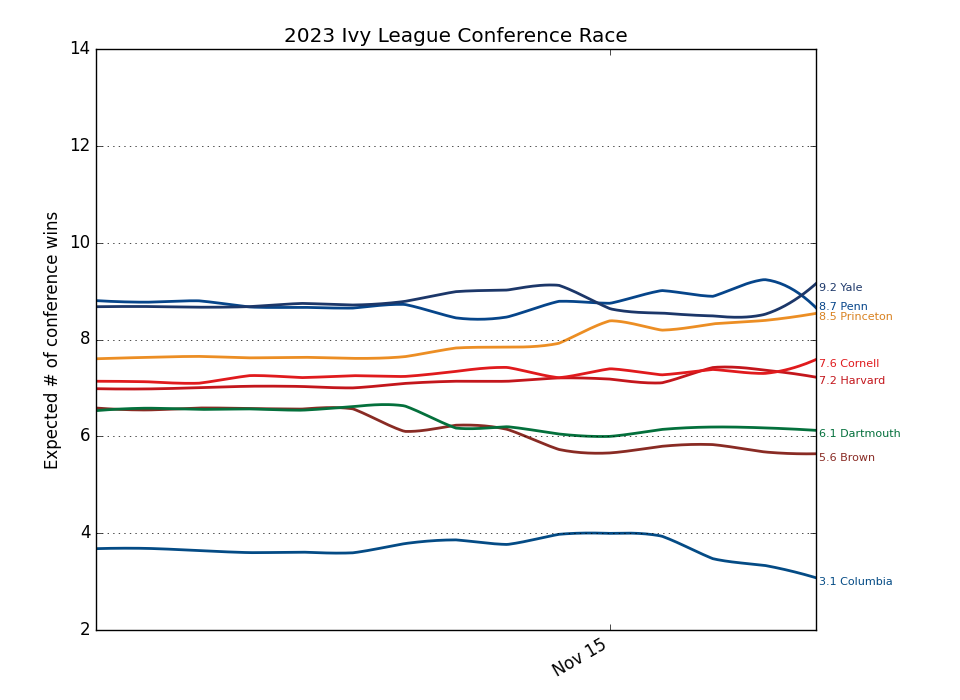 2023 Ivy League Conference Race
Expected # of conference wins
14
12
10
8
6
4
2
9.2 Yale
8.7 Penn
8.5 Princeton
7.6 Cornell
7.2 Harvard
6.1 Dartmouth
5.6 Brown
3.1 Columbia
Nov 15